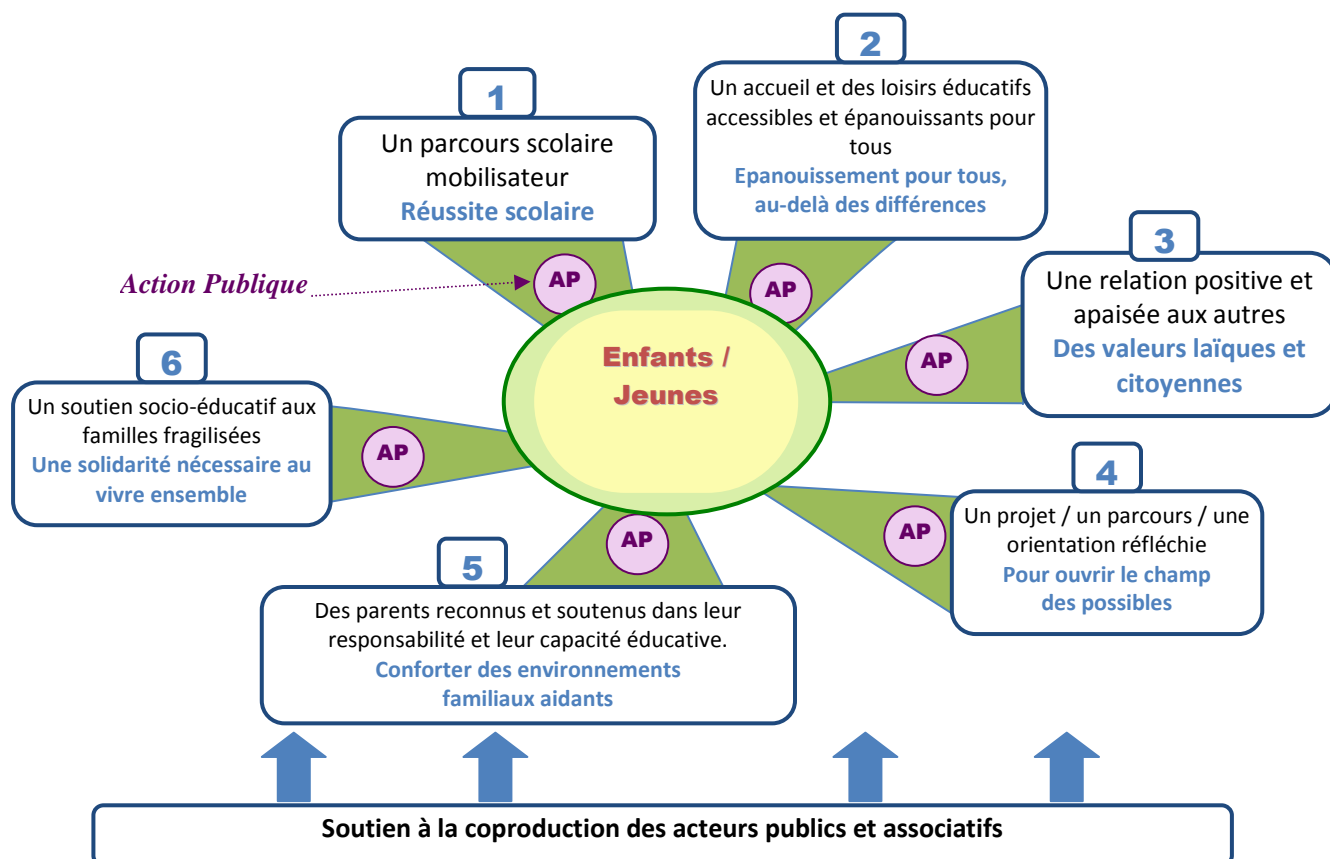 1
Un parcours scolaire
mobilisateur
Réussite scolaire
2
Un accueil et des loisirs éducatifs
accessibles et épanouissants pour
tous
Epanouissement pour tous,
au-delà des différences
3
Une relation positive et
apaisée aux autres
Des valeurs laïques et
citoyennes
Action Publique
AP
AP
AP
Enfants /
Jeunes
6
Un soutien socio-éducatif aux
familles fragilisées
Une solidarité nécessaire au
vivre ensemble
AP
4
Un projet / un parcours / une
orientation réfléchie
Pour ouvrir le champ
des possibles
AP
AP
5
Des parents reconnus et soutenus dans leur
responsabilité et leur capacité éducative.
Conforter des environnements
familiaux aidants
Soutien à la coproduction des acteurs publics et associatifs